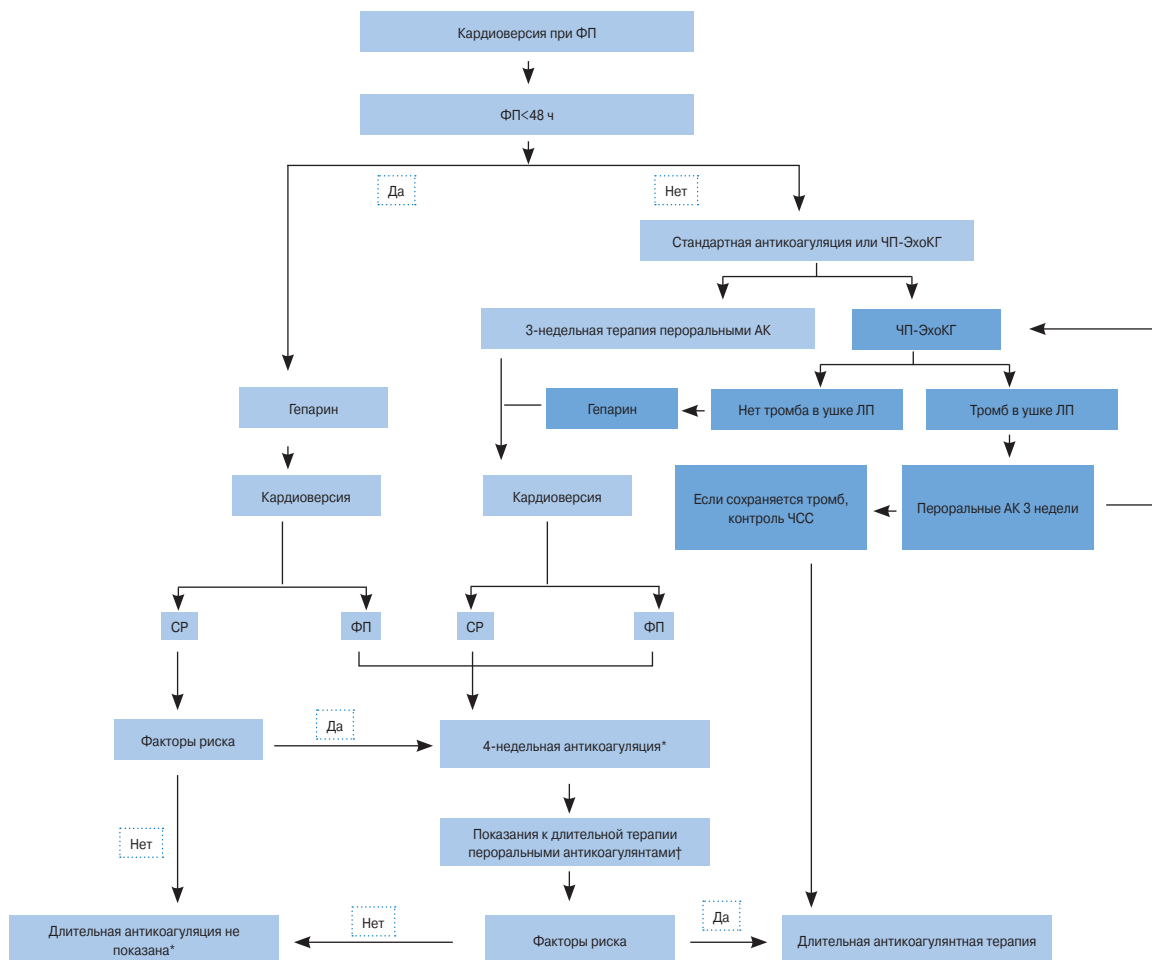 Кардиоверсия при ФП
ФП<48 ч
Да
Нет
Стандартная антикоагуляция или ЧП-ЭхоКГ
3-недельная терапия пероральными АК
ЧП-ЭхоКГ
Гепарин
Гепарин
Нет тромба в ушке ЛП
Тромб в ушке ЛП
Кардиоверсия
Кардиоверсия
Если сохраняется тромб,
контроль ЧСС
Пероральные АК 3 недели
СР
ФП
СР
ФП
Факторы риска
Да
4-недельная антикоагуляция*
Нет
Показания к длительной терапии
пероральными антикоагулянтами†
Длительная антикоагуляция не
показана*
Нет
Факторы риска
Да
Длительная антикоагулянтная терапия